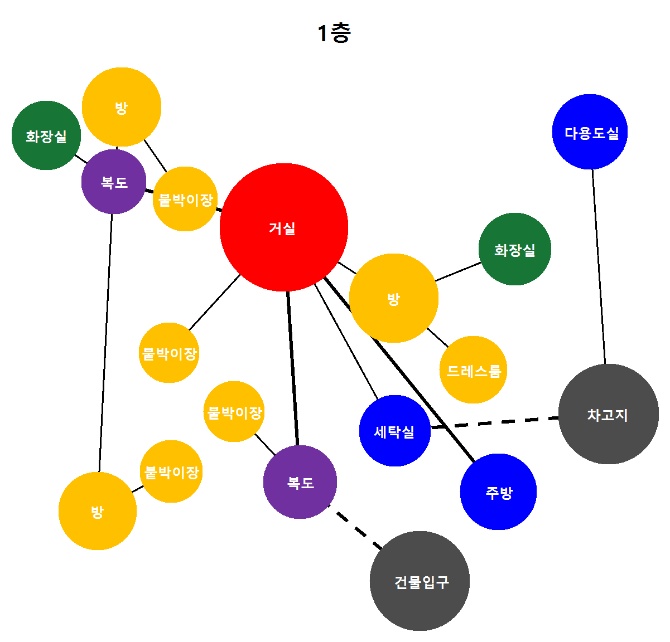 1층
방
화장실
다용도실
복도
붙박이장
거실
화장실
방
붙박이장
드레스룸
붙박이장
차고지
세탁실
붙박이장
복도
주방
방
건물입구